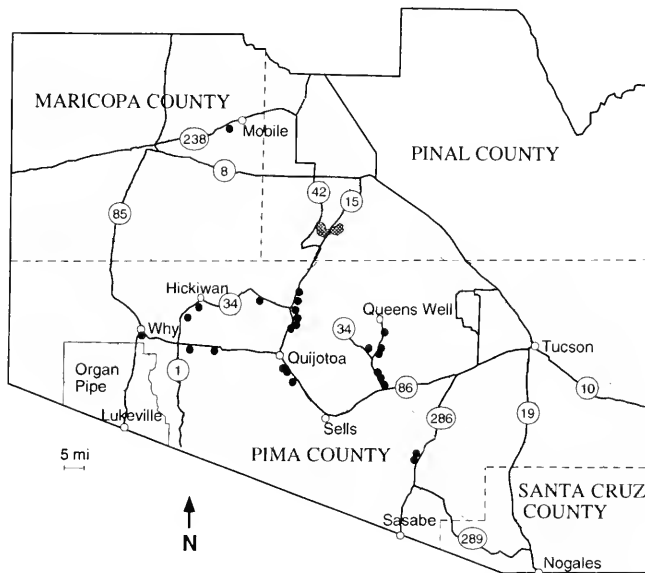 MARICOPA COUNTY
Mobile
238
PINAL COUNTY
8
42
15
85
Hickiwan
34
Queens Well
34
Why
Tucson
Quijotoa
Organ
Pipe
1
86
10
286
19
Lukeville
Sells
5 mi
PIMA COUNTY
SANTA CRUZ
COUNTY
N
Sasabe
289
Nogales